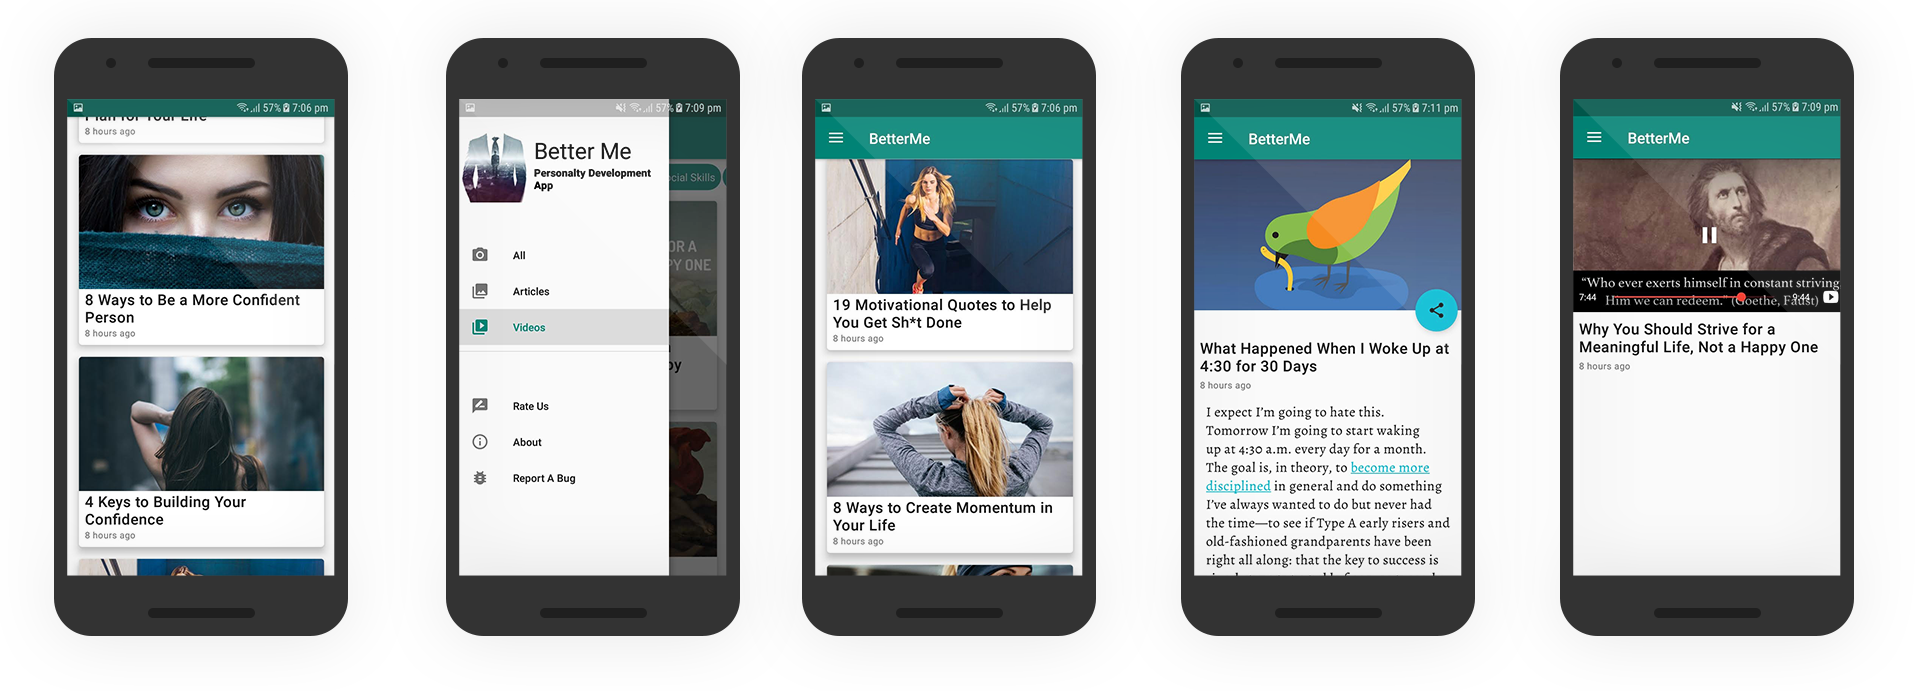 57% 7:06 pm
Plan for Your Life
8 hours ago
8 Ways to Be a More Confident
Person
8 hours ago
4 Keys to Building Your
Confidence
8 hours ago
57% 7:09 pm
Better Me
Personalty Development
App
ocial Skills
OR A
PY ONE
All
Articles
Videos
py
Rate Us
About
Report A Bug
57% 7:06 pm
BetterMe
19 Motivational Quotes to Help
You Get Sh*t Done
8 hours ago
8 Ways to Create Momentum in
Your Life
8 hours ago
57% 7:11 pm
BetterMe
What Happened When I Woke Up at
4:30 for 30 Days
8 hours ago
I expect I’m going to hate this.
Tomorrow I’m going to start waking
up at 4:30 a.m. every day for a month.
The goal is, in theory, to become more
disciplined in general and do something
I’ve always wanted to do but never had
the time—to see if Type A early risers and
old-fashioned grandparents have been
right all along: that the key to success is
57% 7:09 pm
BetterMe
“Who ever exerts himself in constant striving
7:44 9:44
Him we can redeem.” (Goethe, Faust)
Why You Should Strive for a
Meaningful Life, Not a Happy One
8 hours ago